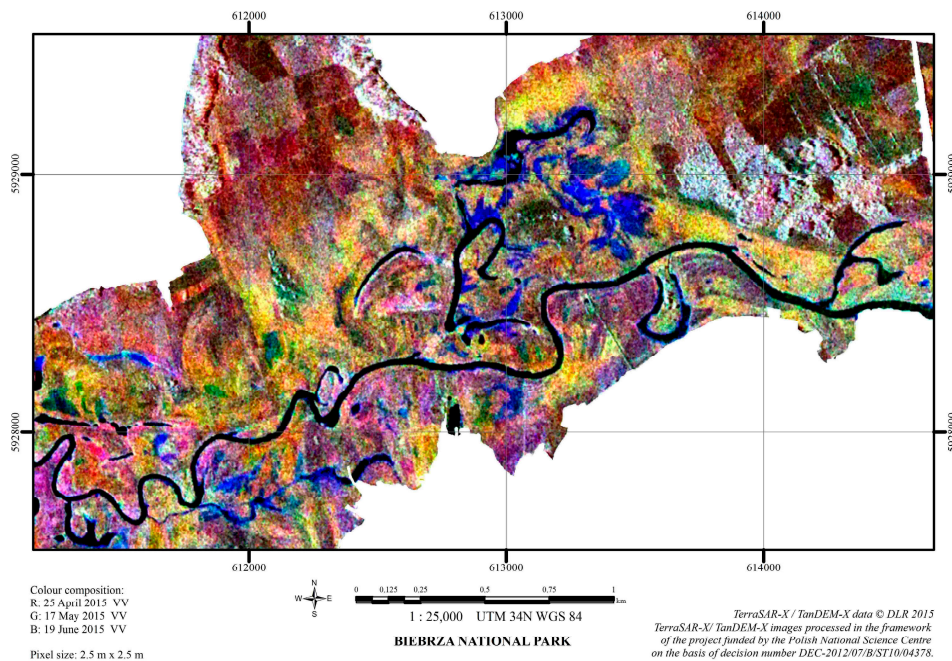 612000 613000 614000
5929000 5929000
5928000 5928000
612000 613000 614000
Colour composition:
R: 25 April 2015 VV
G: 17 May 2015 VV
B: 19 June 2015 VV
Pixel size: 2.5 m x 2.5 m
N
W E
S
0 0,125 0,25 0,5 0,75 1
km
1 : 25,000 UTM 34N WGS 84
BIEBRZA NATIONAL PARK
TerraSAR-X / TanDEM-X data © DLR 2015
TerraSAR-X/ TanDEM-X images processed in the framework
of the project funded by the Polish National Science Centre
on the basis of decision number DEC-2012/07/B/ST10/04378.